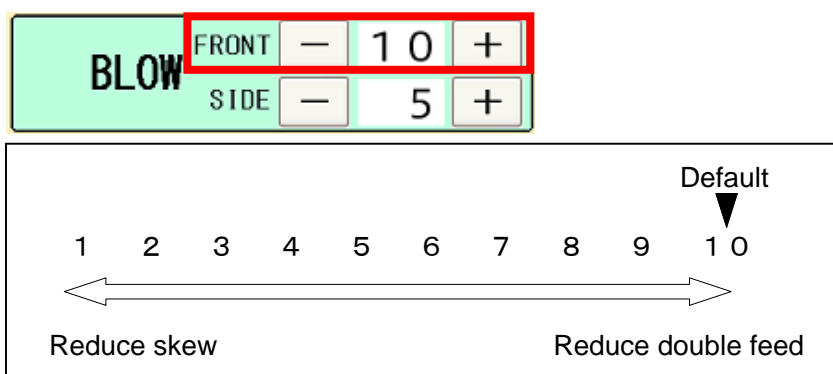 BLOW
FRONT － １０ ＋
SIDE － 5 ＋
Default
１ ２ ３ ４ ５ ６ ７ ８ ９ １０
Reduce skew Reduce double feed